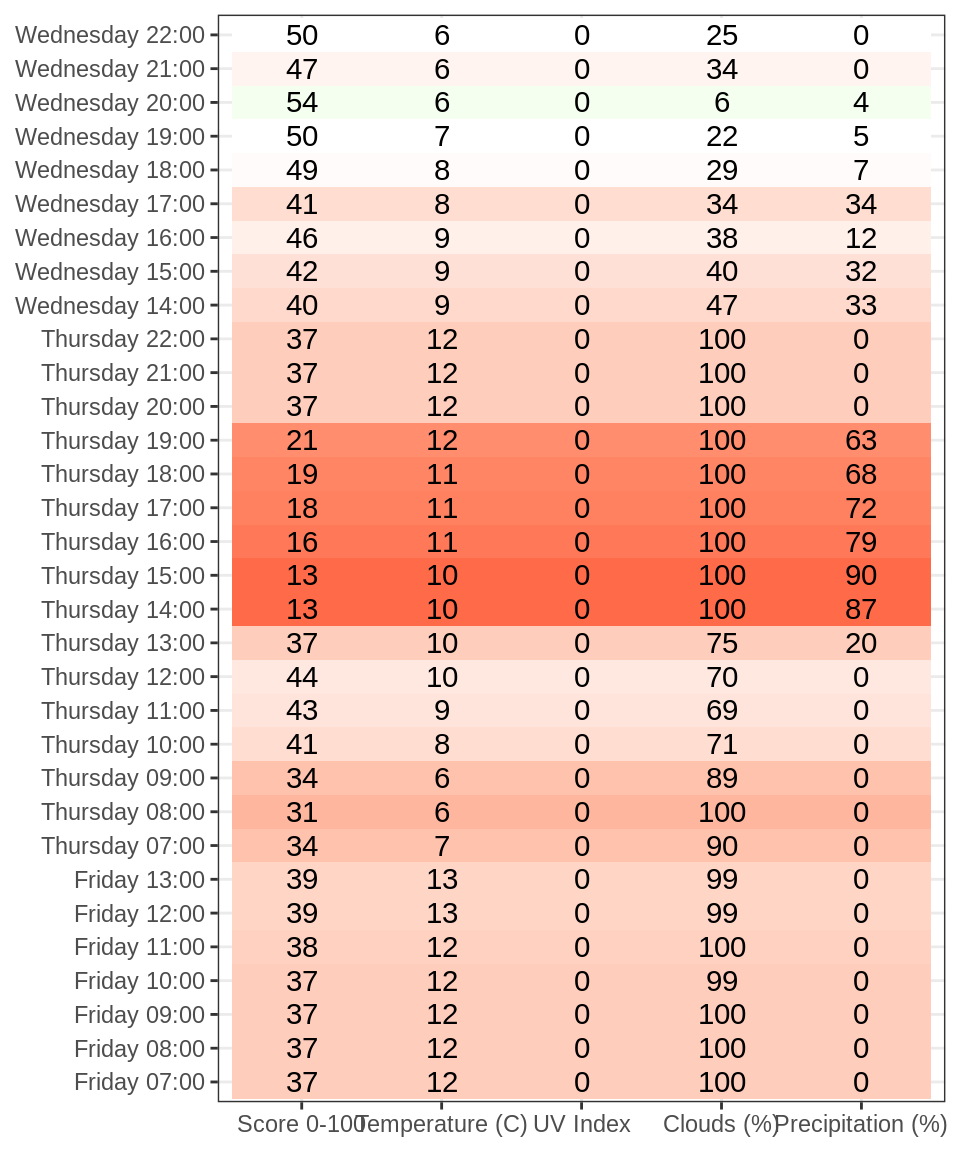 Wednesday 22:00 50 6 0 25 0
Wednesday 21:00 47 6 0 34 0
Wednesday 20:00 54 6 0 6 4
Wednesday 19:00 50 7 0 22 5
Wednesday 18:00 49 8 0 29 7
Wednesday 17:00 41 8 0 34 34
Wednesday 16:00 46 9 0 38 12
Wednesday 15:00 42 9 0 40 32
Wednesday 14:00 40 9 0 47 33
Thursday 22:00 37 12 0 100 0
Thursday 21:00 37 12 0 100 0
Thursday 20:00 37 12 0 100 0
Thursday 19:00 21 12 0 100 63
Thursday 18:00 19 11 0 100 68
Thursday 17:00 18 11 0 100 72
Thursday 16:00 16 11 0 100 79
Thursday 15:00 13 10 0 100 90
Thursday 14:00 13 10 0 100 87
Thursday 13:00 37 10 0 75 20
Thursday 12:00 44 10 0 70 0
Thursday 11:00 43 9 0 69 0
Thursday 10:00 41 8 0 71 0
Thursday 09:00 34 6 0 89 0
Thursday 08:00 31 6 0 100 0
Thursday 07:00 34 7 0 90 0
Friday 13:00 39 13 0 99 0
Friday 12:00 39 13 0 99 0
Friday 11:00 38 12 0 100 0
Friday 10:00 37 12 0 99 0
Friday 09:00 37 12 0 100 0
Friday 08:00 37 12 0 100 0
Friday 07:00 37 12 0 100 0
Score 0-100 Temperature (C) UV Index Clouds (%) Precipitation (%)